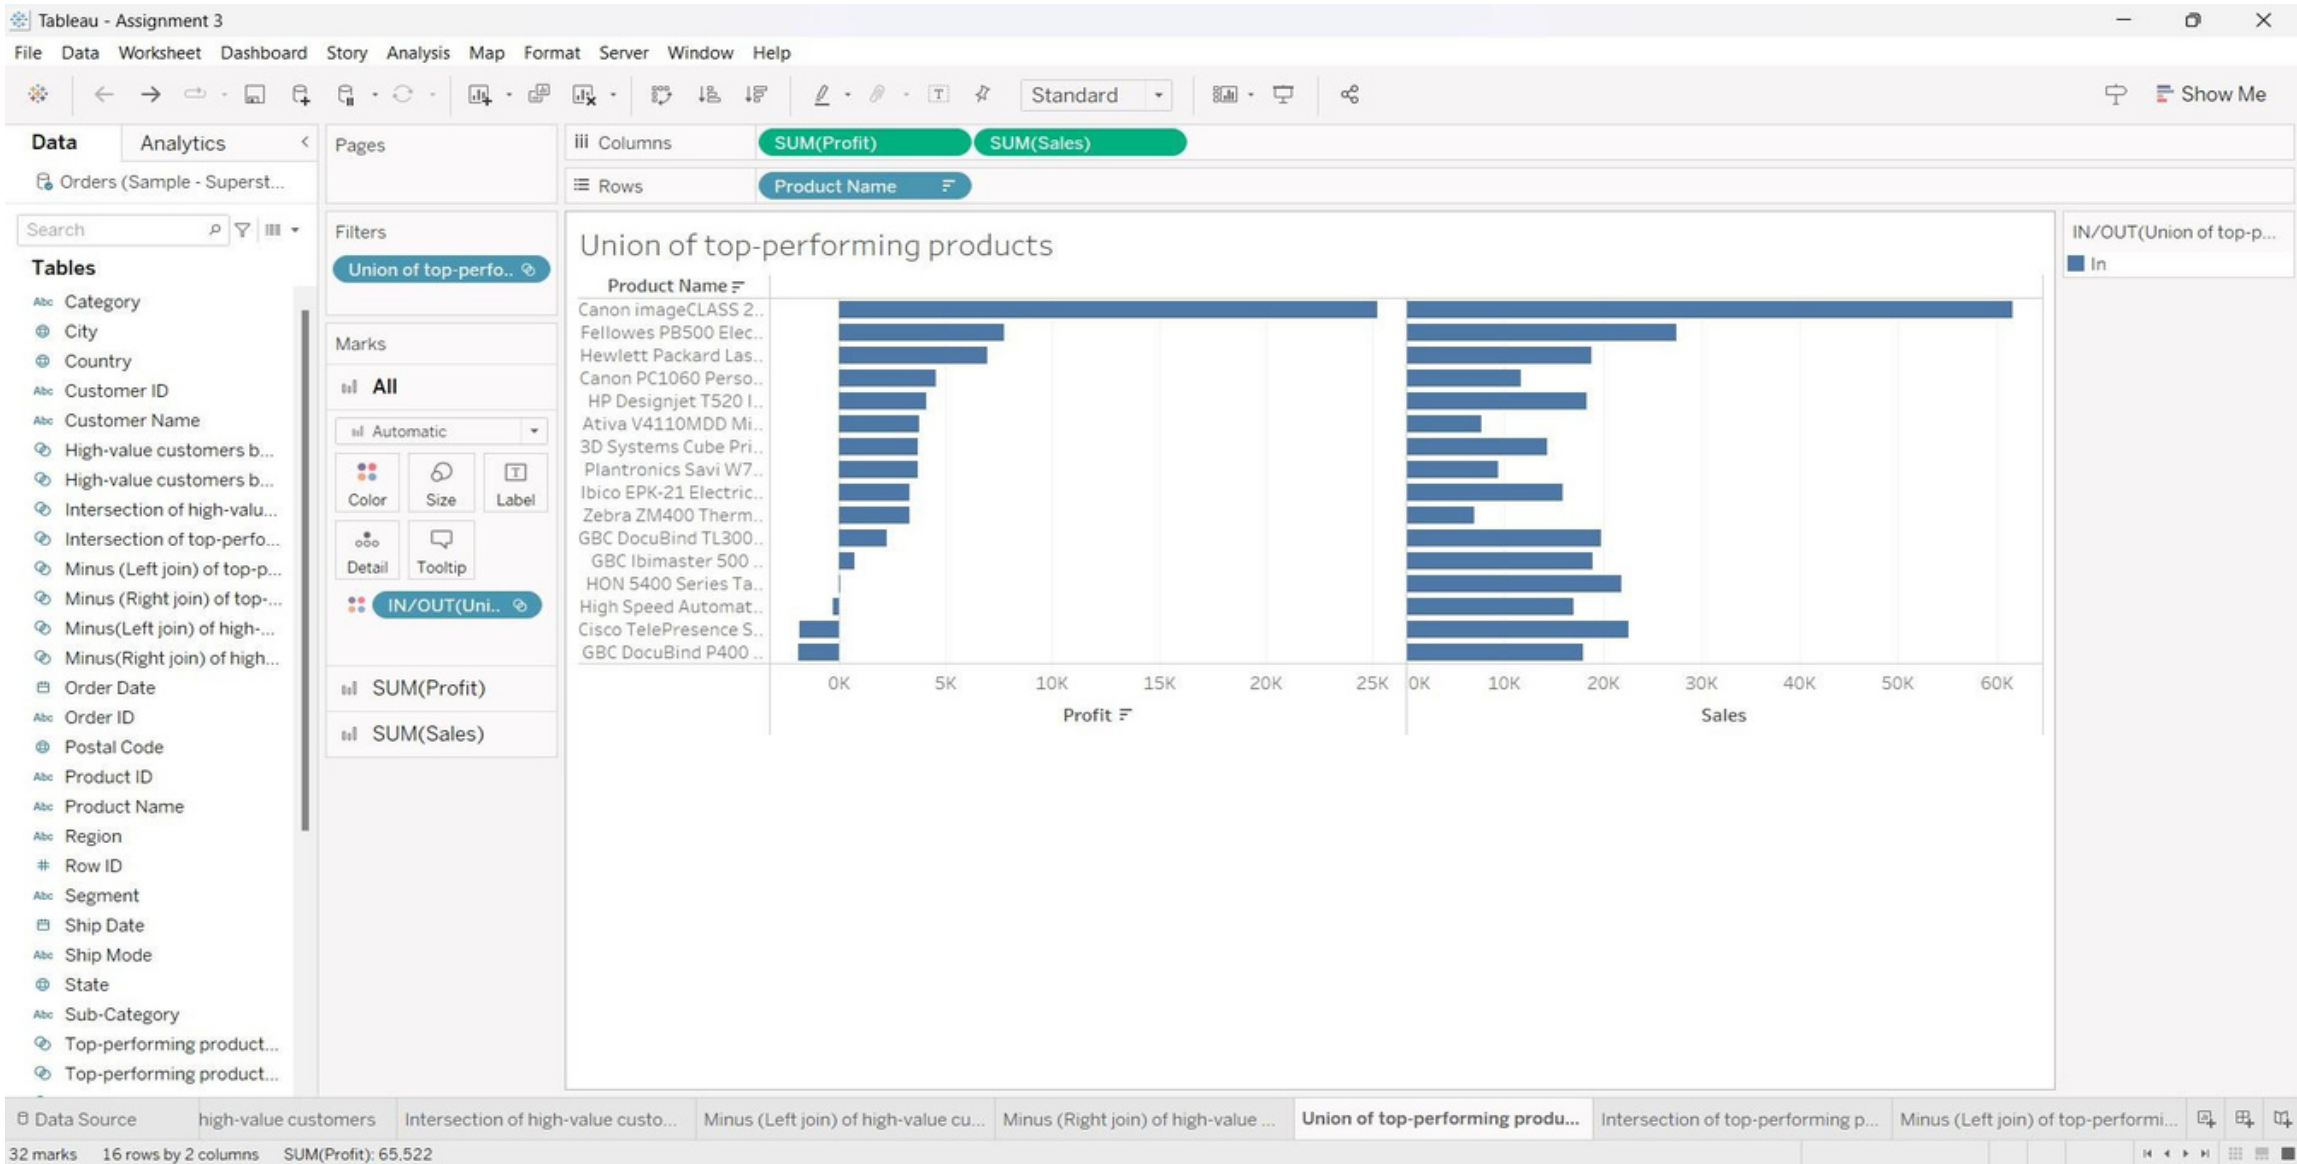 Tableau - Assignment 3
File Data Worksheet Dashboard Story Analysis Map Format Server Window Help
Standard
Show Me
Data Analytics
Orders (Sample - Superst...
Search
Tables
Abc Category
City
Country
Abc Customer ID
Abc Customer Name
High-value customers b...
High-value customers b...
Intersection of high-valu...
Intersection of top-perfo...
Minus (Left join) of top-p...
Minus (Right join) of top-...
Minus(Left join) of high-...
Minus(Right join) of high...
Order Date
Abc Order ID
Postal Code
Abc Product ID
Abc Product Name
Abc Region
# Row ID
Abc Segment
Ship Date
Abc Ship Mode
State
Abc Sub-Category
Top-performing product...
Top-performing product...
Pages
Filters
Union of top-perfo..
Marks
All
Automatic
Color Size Label
Detail Tooltip
IN/OUT(Uni..
SUM(Profit)
SUM(Sales)
iii Columns SUM(Profit) SUM(Sales)
Rows Product Name
Union of top-performing products
Product Name
Canon imageCLASS 2..
Fellowes PB500 Elec..
Hewlett Packard Las..
Canon PC1060 Perso..
HP Designjet T520 I..
Ativa V4110MDD Mi..
3D Systems Cube Pri..
Plantronics Savi W7..
Ibico EPK-21 Electric..
Zebra ZM400 Therm..
GBC DocuBind TL300..
GBC Ibimaster 500 ..
HON 5400 Series Ta..
High Speed Automat..
Cisco TelePresence S..
GBC DocuBind P400 ..
0K 5K 10K 15K 20K 25K 0K 10K 20K 30K 40K 50K 60K
Profit Sales
IN/OUT(Union of top-p...
In
Data Source high-value customers Intersection of high-value custo... Minus (Left join) of high-value cu... Minus (Right join) of high-value ... Union of top-performing produ... Intersection of top-performing p... Minus (Left join) of top-performi...
32 marks 16 rows by 2 columns SUM(Profit): 65,522